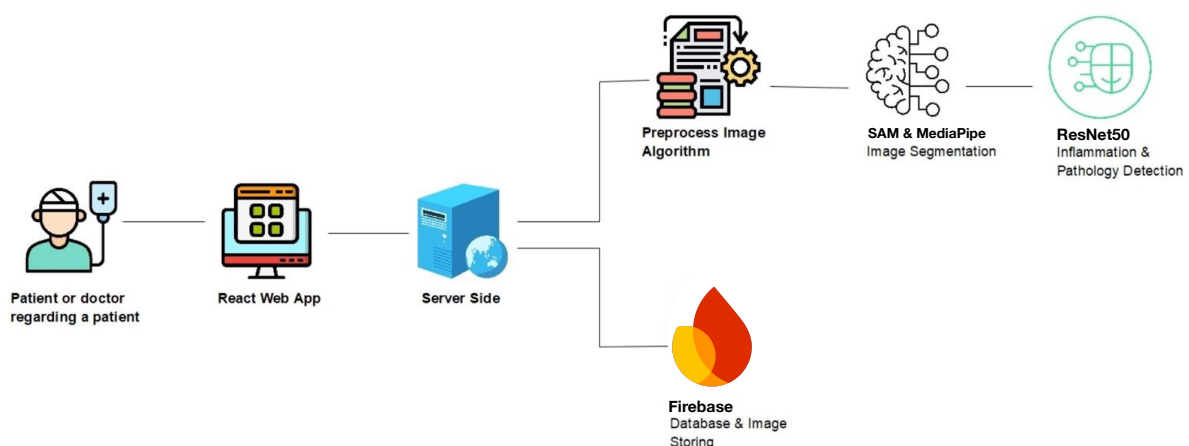 Preprocess Image
Algorithm
SAM & MediaPipe
Image Segmentation
ResNet50
Inflammation &
Pathology Detection
Patient or doctor
regarding a patient
React Web App
Server Side
Firebase
Database & Image
Storing